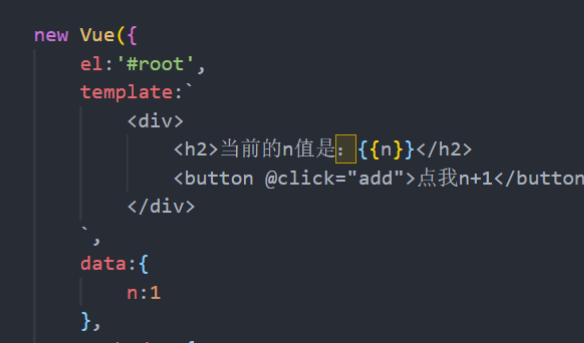 new Vue({
el:'#root',
template:`
<div>
<h2>当前的n值是：{{n}}</h2>
<button @click="add">点我n+1</button
</div>
`,
data:{
n:1
},